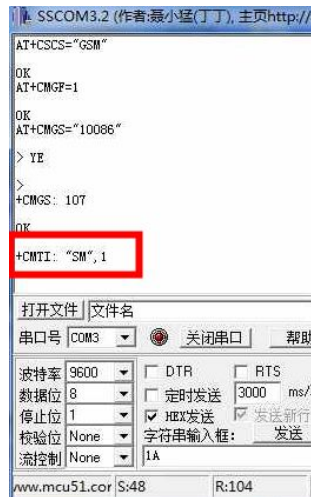 SSCOM3.2 (作者:聂小猛(丁丁), 主页http://
AT+CSCS="GSM"
OK
AT+CMGF=1
OK
AT+CMGS="10086"
> YE
>
+CMGS: 107
OK
+CMTI: "SM",1
打开文件 文件名
串口号 COM3 关闭串口 帮助
波特率 9600 DTR RTS
数据位 8 定时发送 3000 ms/
停止位 1 HEX发送 发送新行
校验位 None 字符串输入框: 发送
流控制 None 1A
www.mcu51.cor S:48 R:104